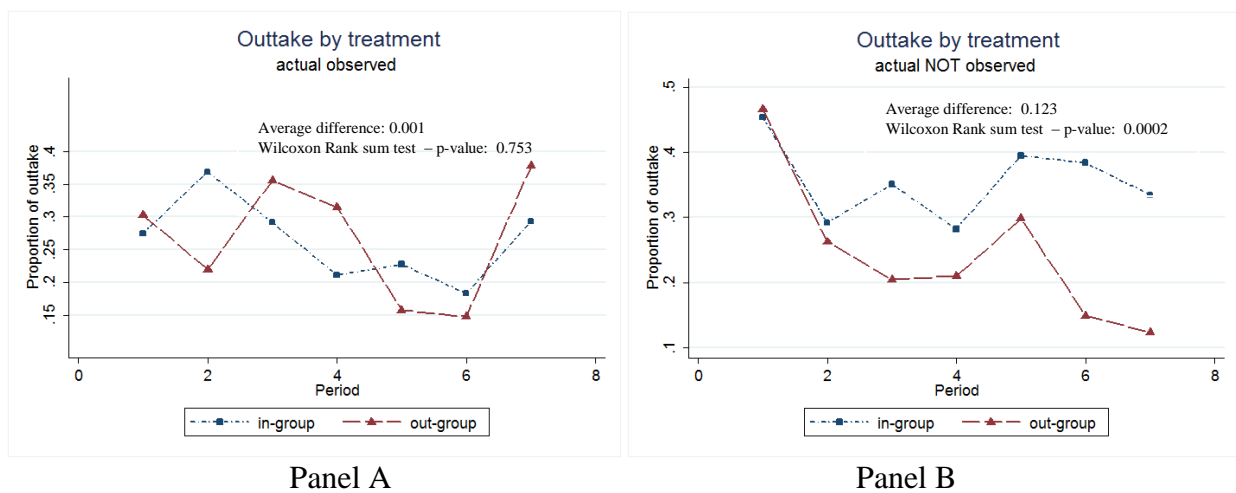 Outtake by treatment
actual observed
Average difference: 0.001
Wilcoxon Rank sum test – p-value: 0.753
Proportion of outtake
.4
.35
.3
.25
.2
.15
0 2 4 6 8
Period
in-group out-group
Panel A
Outtake by treatment
actual NOT observed
Average difference: 0.123
Wilcoxon Rank sum test – p-value: 0.0002
Proportion of outtake
.5
.4
.3
.2
.1
0 2 4 6 8
Period
in-group out-group
Panel B